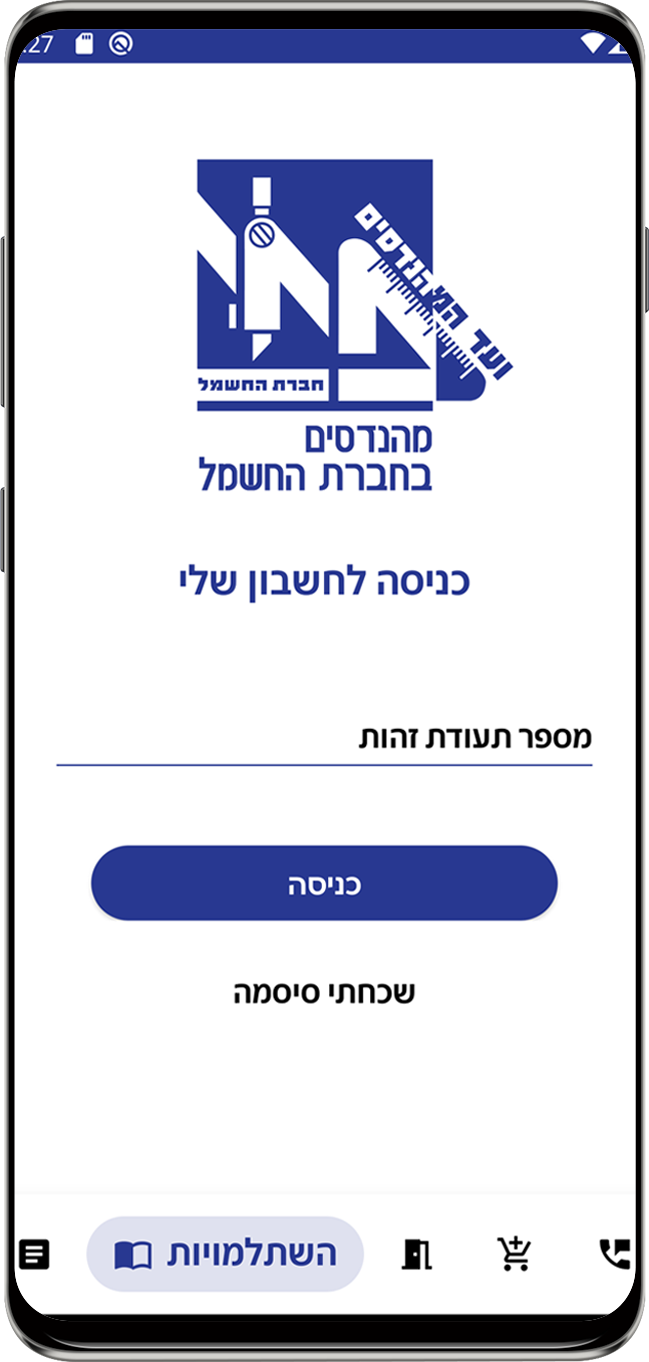 :27
ועד המהנדסים
חברת החשמל
מהנדסים
בחברת החשמל
כניסה לחשבון שלי
מספר תעודת זהות
כניסה
שכחתי סיסמה
השתלמויות